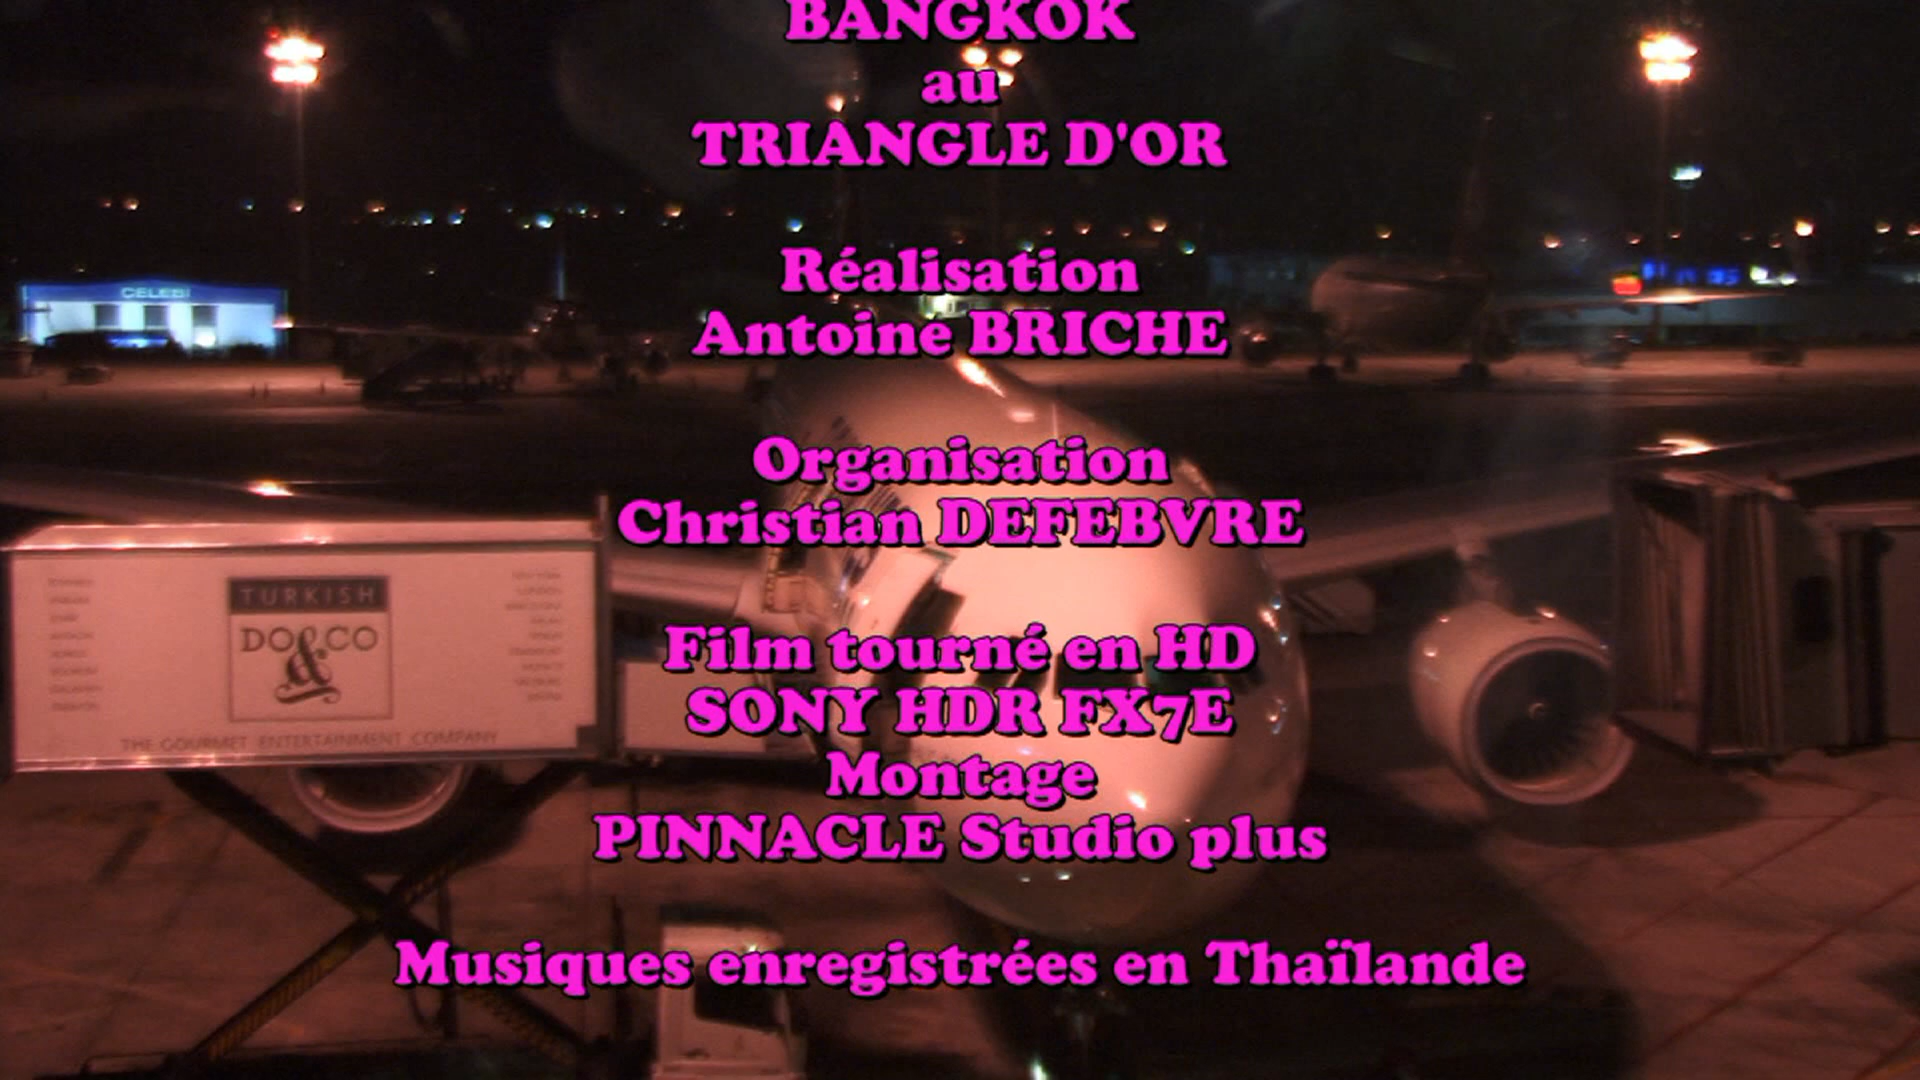 BANGKOK
au
TRIANGLE D'OR
Réalisation
Antoine BRICHE
Organisation
Christian DEFEBVRE
Film tourné en HD
SONY HDR FX7E
Montage
PINNACLE Studio plus
Musiques enregistrées en Thaïlande
CELEBI
TURKISH
DO&CO
THE GOURMET ENTERTAINMENT COMPANY